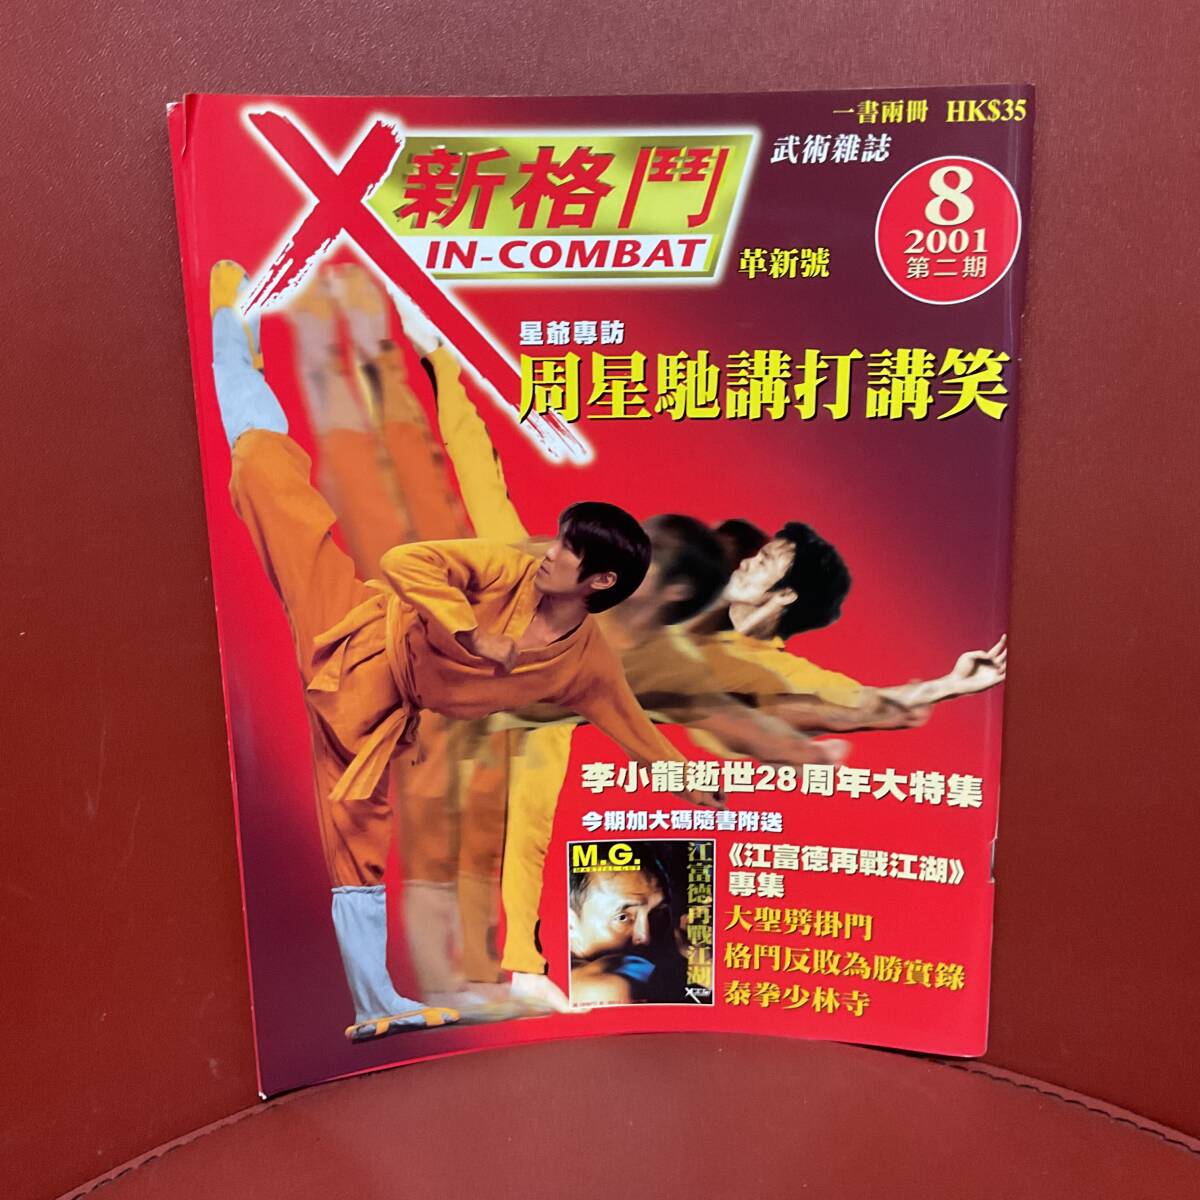 一書兩冊 HK$35
武術雜誌
X新格鬥
IN-COMBAT
革新號
8
2001
第二期
星爺專訪
周星馳講打講笑
李小龍逝世28周年大特集
今期加大碼隨書附送
M.G.
MARTIAL GUY
江富德再戰江湖
《江富德再戰江湖》
專集
大聖劈掛門
格鬥反敗為勝實錄
泰拳少林寺